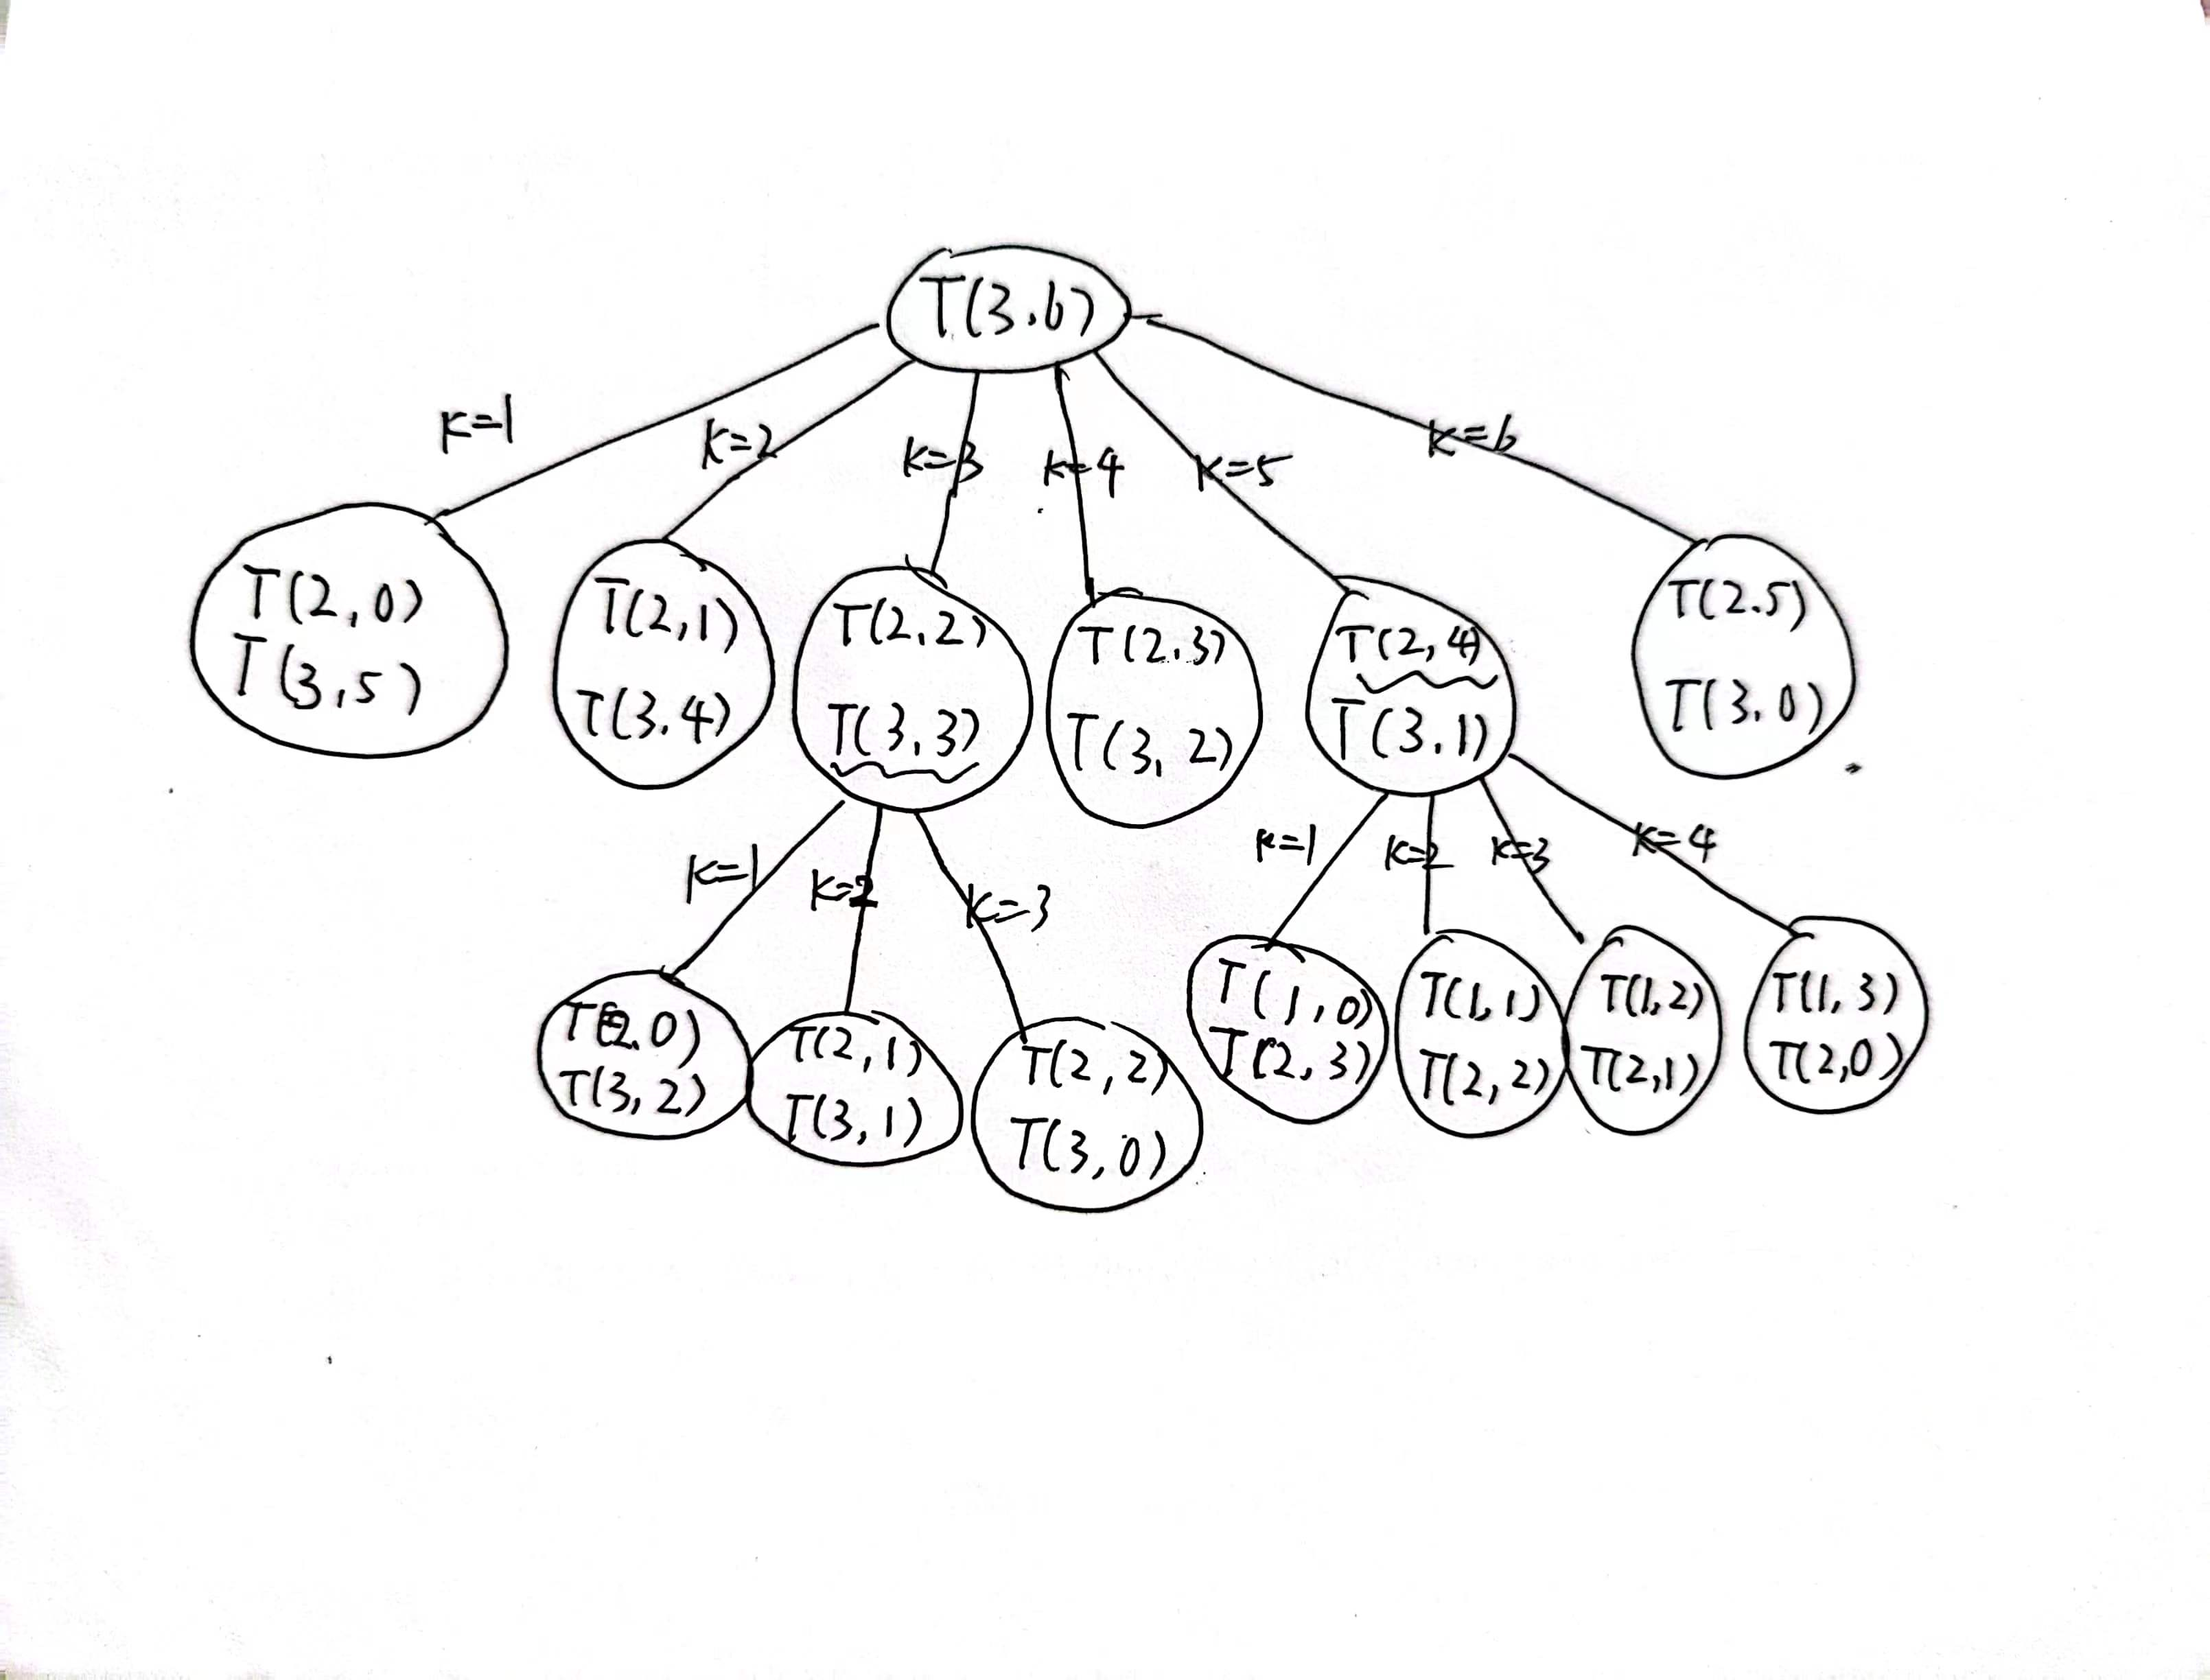 T(3,6)
k=1
k=2
k=3
k=4
k=5
k=6
T(2,0)
T(3,5)
T(2,1)
T(3,4)
T(2,2)
T(3,3)
T(2,3)
T(3,2)
T(2,4)
T(3,1)
T(2.5)
T(3,0)
k=1
k=2
k=3
k=1
k=2
k=3
k=4
T(2,0)
T(3,2)
T(2,1)
T(3,1)
T(2,2)
T(3,0)
T(1,0)
T(2,3)
T(1,1)
T(2,2)
T(1,2)
T(2,1)
T(1,3)
T(2,0)